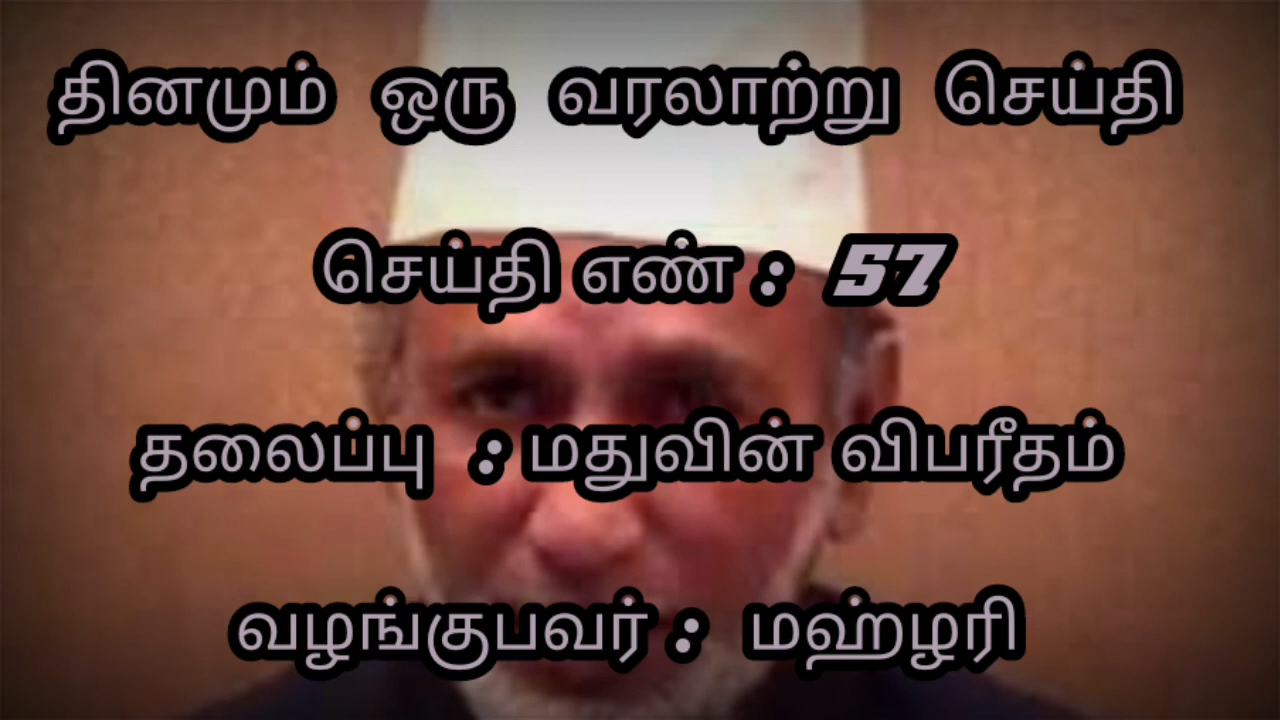 தினமும் ஒரு வரலாற்று செய்தி
செய்தி எண் : 57
தலைப்பு : மதுவின் விபரீதம்
வழங்குபவர் : மஹ்ழரி